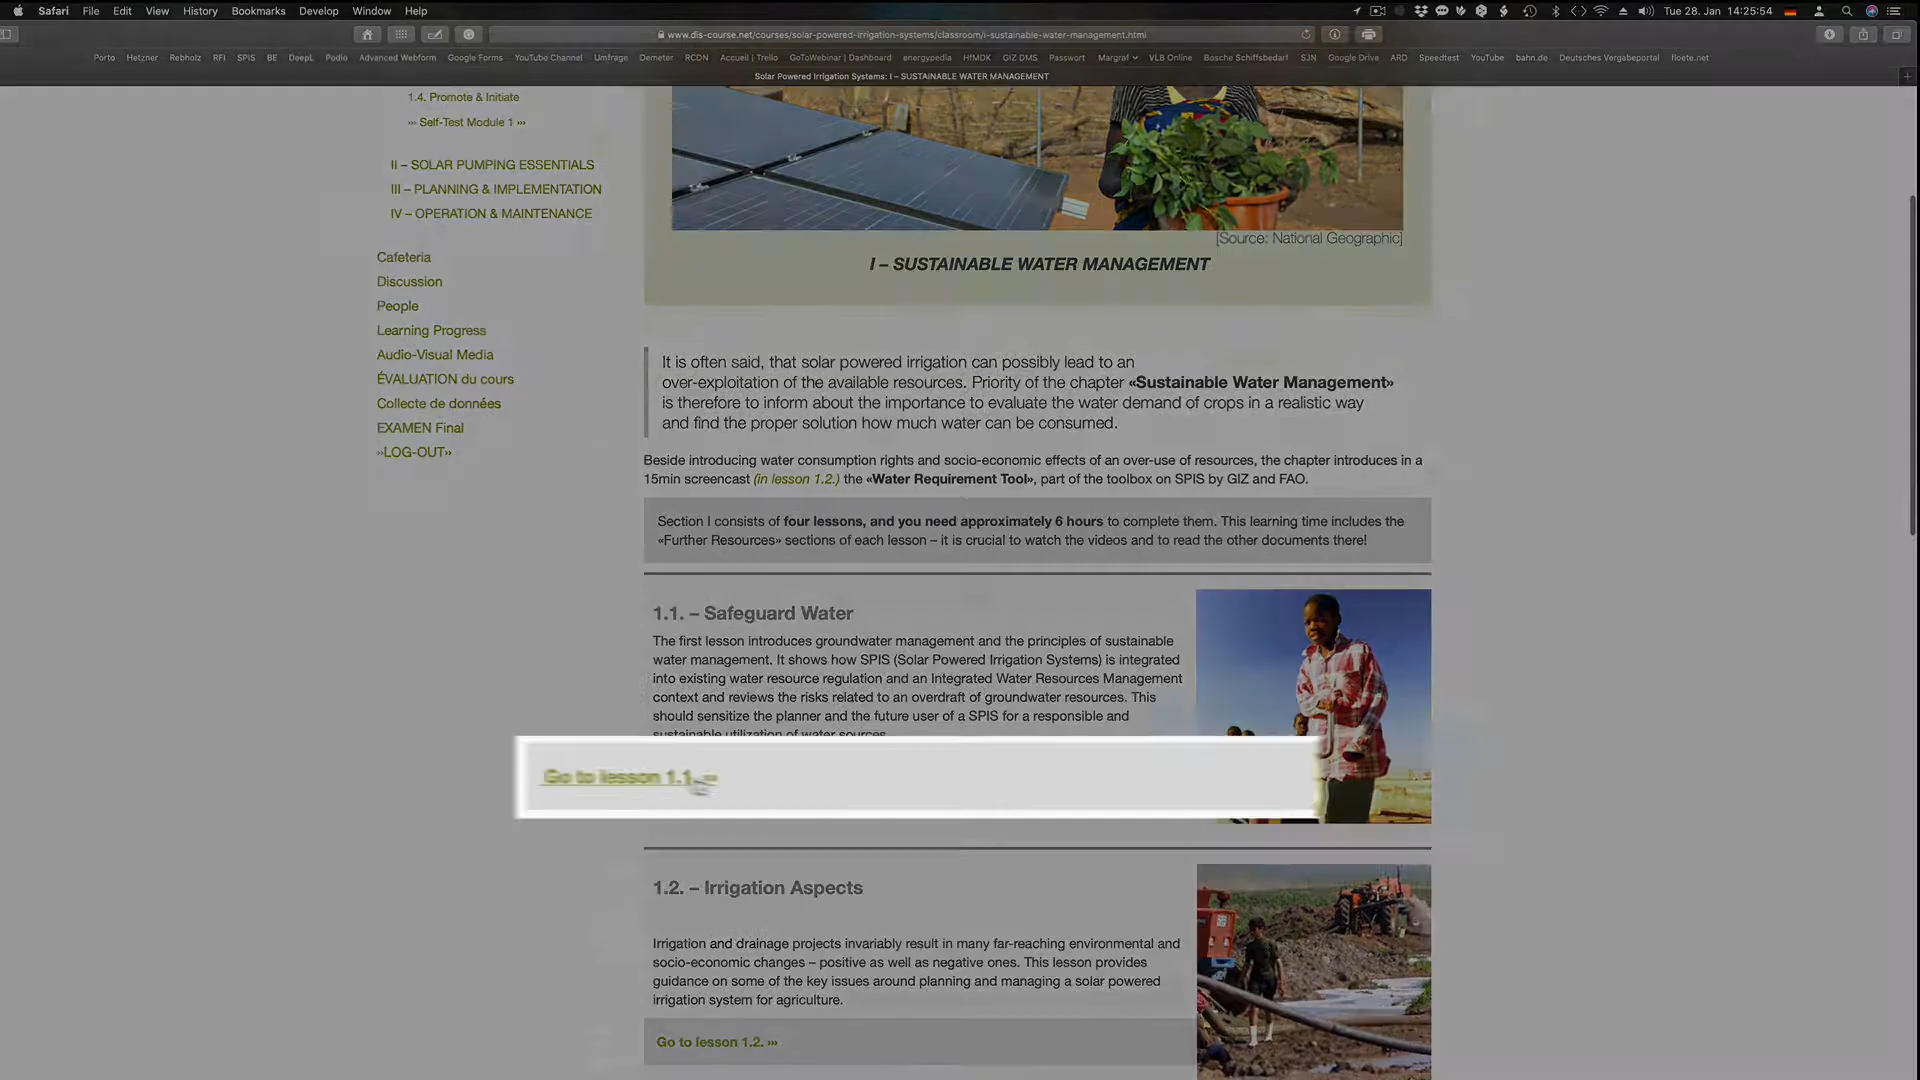 Safari File Edit View History Bookmarks Develop Window Help
Tue 28. Jan 14:25:54
www.dis-course.net/courses/solar-powered-irrigation-systems/classroom/i-sustainable-water-management.html
Porto Hetzner Rebholz RFI SPIS BE DeepL Podio Advanced Webform Google Forms YouTube Channel Umfrage Demeter RCDN Accueil | Trello GoToWebinar | Dashboard energypedia HfMDK GIZ DMS Passwort Margraf VLB Online Bosche Schiffsbedarf SJN Google Drive ARD Speedtest YouTube bahn.de Deutsches Vergabeportal floete.net
Solar Powered Irrigation Systems: I – SUSTAINABLE WATER MANAGEMENT
1.4. Promote & Initiate
››› Self-Test Module 1 ›››
II – SOLAR PUMPING ESSENTIALS
III – PLANNING & IMPLEMENTATION
IV – OPERATION & MAINTENANCE
Cafeteria
Discussion
People
Learning Progress
Audio-Visual Media
ÉVALUATION du cours
Collecte de données
EXAMEN Final
››LOG-OUT››
[Source: National Geographic]
I – SUSTAINABLE WATER MANAGEMENT
It is often said, that solar powered irrigation can possibly lead to an
over-exploitation of the available resources. Priority of the chapter «Sustainable Water Management»
is therefore to inform about the importance to evaluate the water demand of crops in a realistic way
and find the proper solution how much water can be consumed.
Beside introducing water consumption rights and socio-economic effects of an over-use of resources, the chapter introduces in a
15min screencast (in lesson 1.2.) the «Water Requirement Tool», part of the toolbox on SPIS by GIZ and FAO.
Section I consists of four lessons, and you need approximately 6 hours to complete them. This learning time includes the
«Further Resources» sections of each lesson – it is crucial to watch the videos and to read the other documents there!
1.1. – Safeguard Water
The first lesson introduces groundwater management and the principles of sustainable
water management. It shows how SPIS (Solar Powered Irrigation Systems) is integrated
into existing water resource regulation and an Integrated Water Resources Management
context and reviews the risks related to an overdraft of groundwater resources. This
should sensitize the planner and the future user of a SPIS for a responsible and
sustainable utilization of water sources.
Go to lesson 1.1.
1.2. – Irrigation Aspects
Irrigation and drainage projects invariably result in many far-reaching environmental and
socio-economic changes – positive as well as negative ones. This lesson provides
guidance on some of the key issues around planning and managing a solar powered
irrigation system for agriculture.
Go to lesson 1.2. ›››